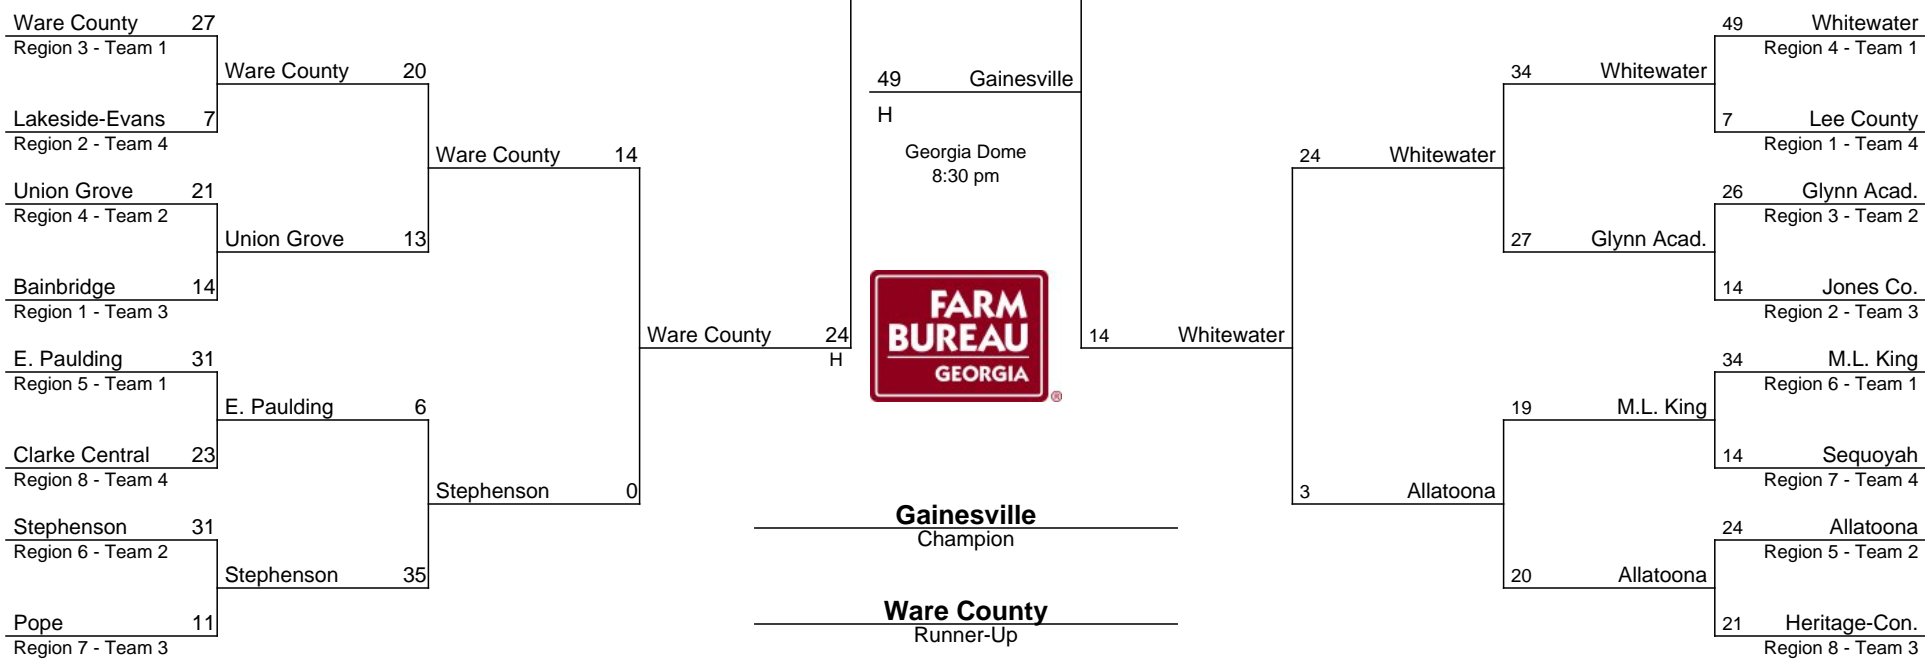 Ware County 27
Region 3 - Team 1
Ware County 20
Lakeside-Evans 7
Region 2 - Team 4
Ware County 14
Union Grove 21
Region 4 - Team 2
Union Grove 13
Bainbridge 14
Region 1 - Team 3
Ware County 24
H
E. Paulding 31
Region 5 - Team 1
E. Paulding 6
Clarke Central 23
Region 8 - Team 4
Stephenson 0
Stephenson 31
Region 6 - Team 2
Stephenson 35
Pope 11
Region 7 - Team 3
49 Gainesville
H
Georgia Dome
8:30 pm
FARM
BUREAU
GEORGIA
®
Gainesville
Champion
Ware County
Runner-Up
49 Whitewater
Region 4 - Team 1
34 Whitewater
7 Lee County
Region 1 - Team 4
24 Whitewater
26 Glynn Acad.
Region 3 - Team 2
27 Glynn Acad.
14 Jones Co.
Region 2 - Team 3
14 Whitewater
34 M.L. King
Region 6 - Team 1
19 M.L. King
14 Sequoyah
Region 7 - Team 4
3 Allatoona
24 Allatoona
Region 5 - Team 2
20 Allatoona
21 Heritage-Con.
Region 8 - Team 3